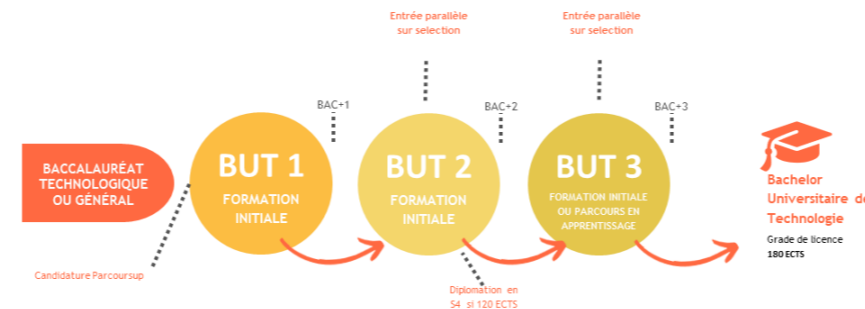 Entrée parallèle
sur selection
Entrée parallèle
sur selection
BAC+1
BAC+2
BAC+3
BACCALAURÉAT
TECHNOLOGIQUE
OU GÉNÉRAL
BUT 1
FORMATION
INITIALE
BUT 2
FORMATION
INITIALE
BUT 3
FORMATION INITIALE
OU PARCOURS EN
APPRENTISSAGE
Bachelor
Universitaire de
Technologie
Grade de licence
180 ECTS
Candidature Parcoursup
Diplomation en
S4 si 120 ECTS